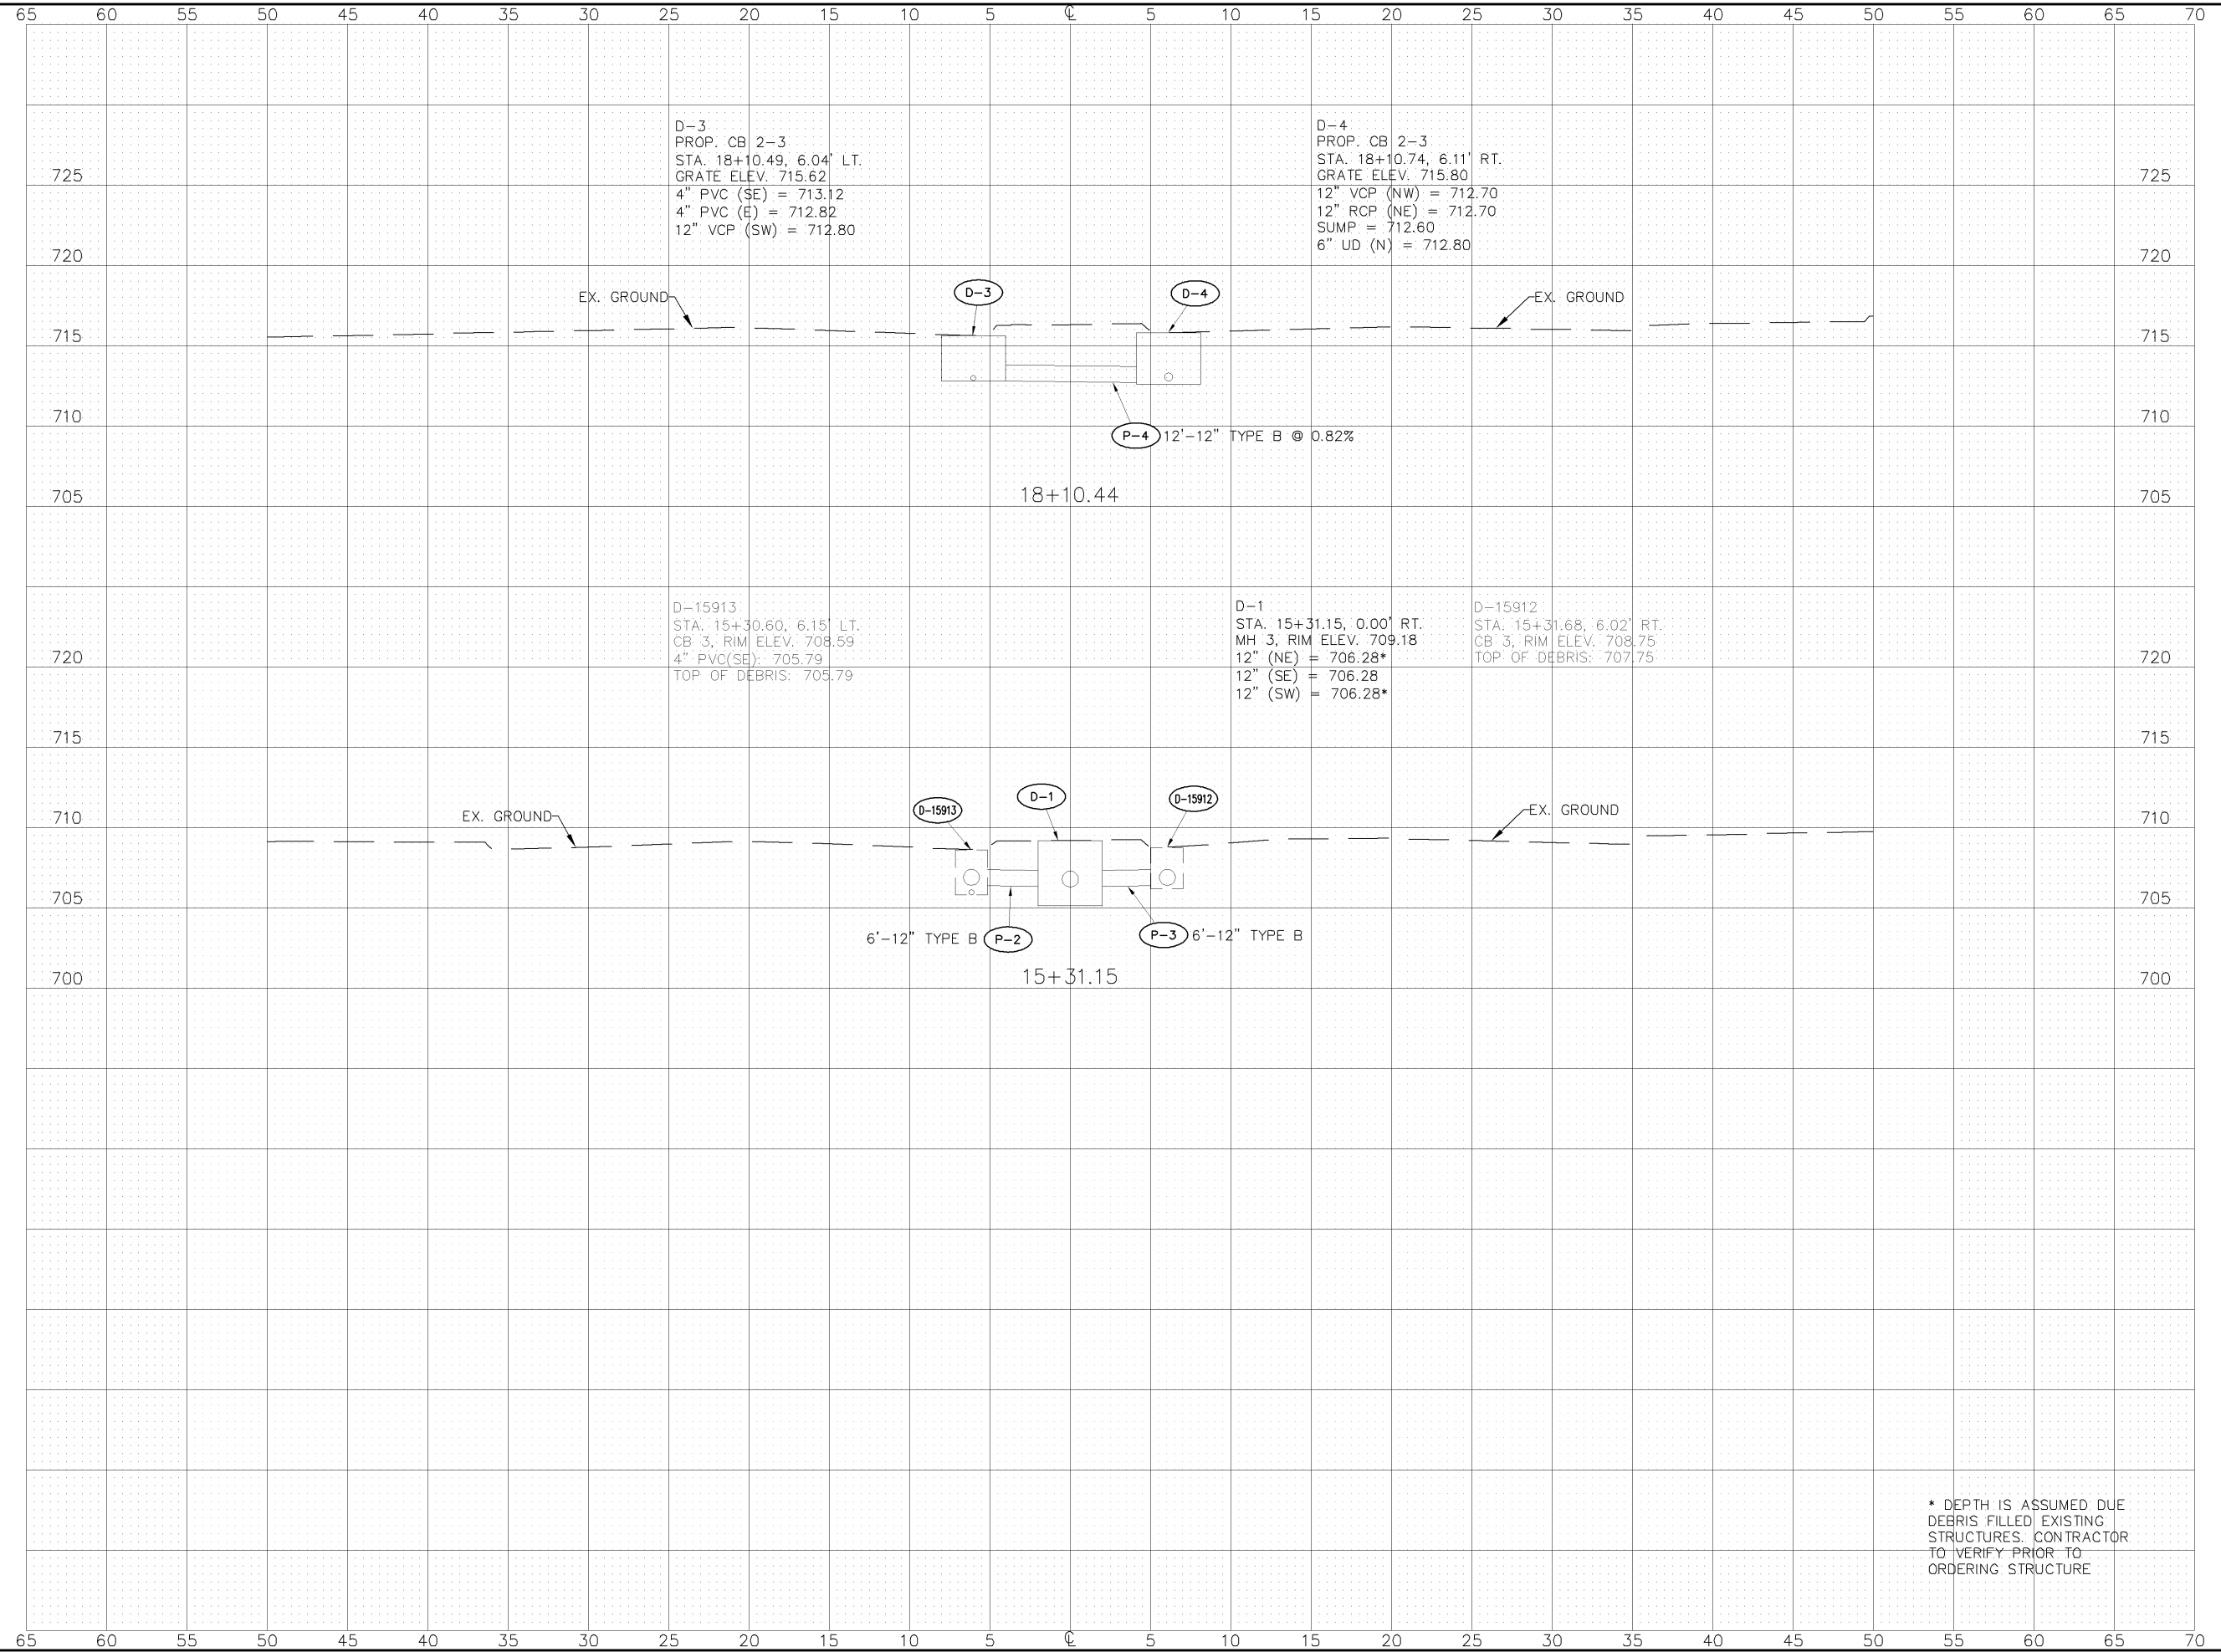 65 60 55 50 45 40 35 30 25 20 15 10 5 ℄ 5 10 15 20 25 30 35 40 45 50 55 60 65 70
D-3
PROP. CB 2-3
STA. 18+10.49, 6.04' LT.
GRATE ELEV. 715.62
4" PVC (SE) = 713.12
4" PVC (E) = 712.82
12" VCP (SW) = 712.80
D-4
PROP. CB 2-3
STA. 18+10.74, 6.11' RT.
GRATE ELEV. 715.80
12" VCP (NW) = 712.70
12" RCP (NE) = 712.70
SUMP = 712.60
6" UD (N) = 712.80
725 725
720 720
EX. GROUND
D-3
D-4
EX. GROUND
715 715
710 710
P-4 12'-12" TYPE B @ 0.82%
705 705
18+10.44
D-15913
STA. 15+30.60, 6.15' LT.
CB 3, RIM ELEV. 708.59
4" PVC(SE): 705.79
TOP OF DEBRIS: 705.79
D-1
STA. 15+31.15, 0.00' RT.
MH 3, RIM ELEV. 709.18
12" (NE) = 706.28*
12" (SE) = 706.28
12" (SW) = 706.28*
D-15912
STA. 15+31.68, 6.02' RT.
CB 3, RIM ELEV. 708.75
TOP OF DEBRIS: 707.75
720 720
715 715
EX. GROUND
D-15913
D-1
D-15912
EX. GROUND
710 710
705 705
6'-12" TYPE B P-2
P-3 6'-12" TYPE B
700 700
15+31.15
* DEPTH IS ASSUMED DUE
DEBRIS FILLED EXISTING
STRUCTURES. CONTRACTOR
TO VERIFY PRIOR TO
ORDERING STRUCTURE
65 60 55 50 45 40 35 30 25 20 15 10 5 ℄ 5 10 15 20 25 30 35 40 45 50 55 60 65 70